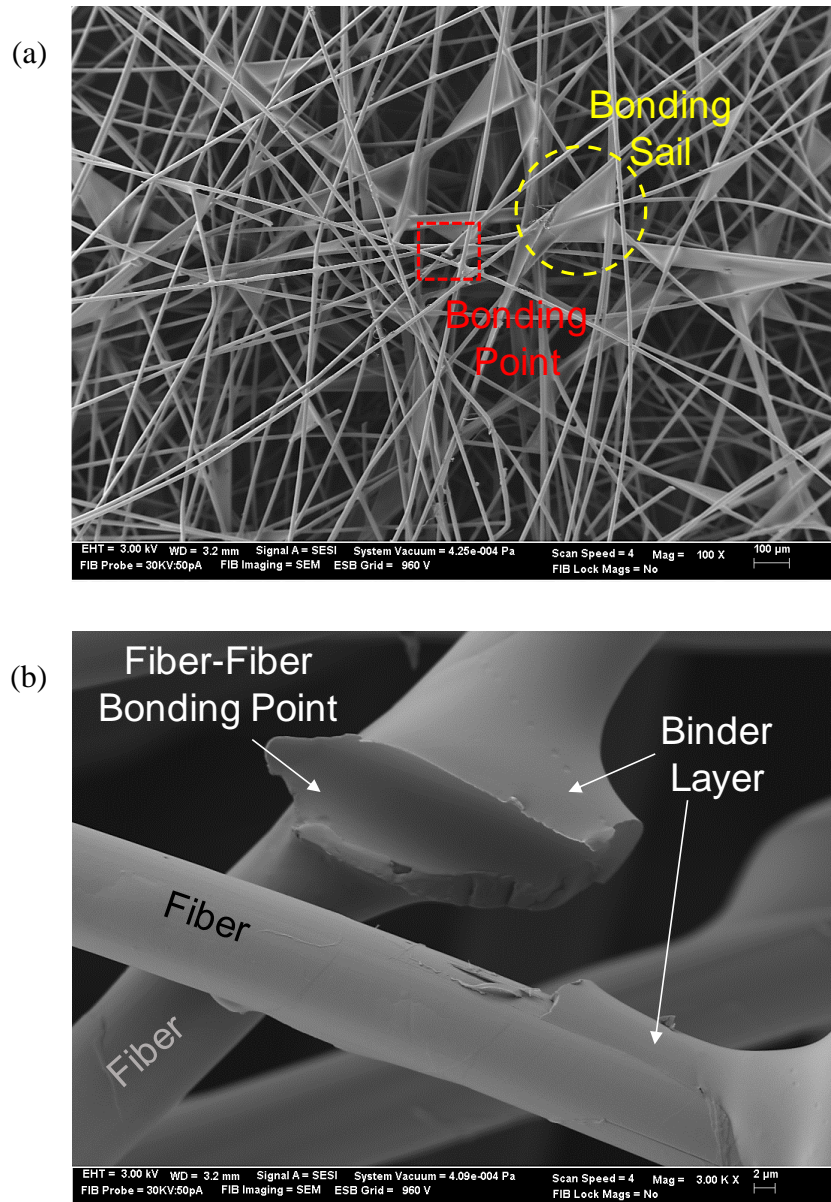 (a)
Bonding
Sail
Bonding
Point
EHT = 3.00 kV WD = 3.2 mm Signal A = SESI System Vacuum = 4.25e-004 Pa Scan Speed = 4 Mag = 100 X 100 µm
FIB Probe = 30KV:50pA FIB Imaging = SEM ESB Grid = 960 V FIB Lock Mags = No
(b)
Fiber-Fiber
Bonding Point
Binder
Layer
Fiber
Fiber
EHT = 3.00 kV WD = 3.2 mm Signal A = SESI System Vacuum = 4.09e-004 Pa Scan Speed = 4 Mag = 3.00 K X 2 µm
FIB Probe = 30KV:50pA FIB Imaging = SEM ESB Grid = 960 V FIB Lock Mags = No